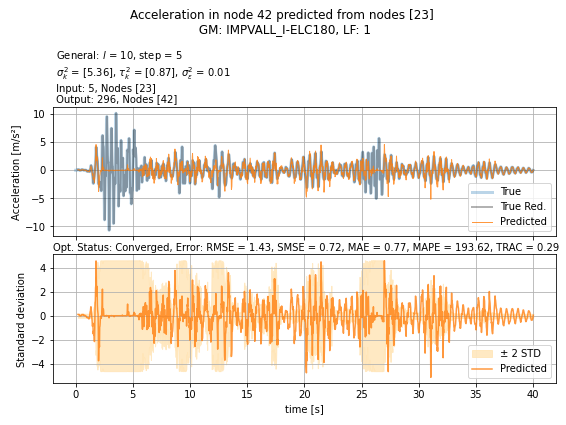 Acceleration in node 42 predicted from nodes [23]
GM: IMPVALL_I-ELC180, LF: 1
General: l = 10, step = 5
σ²ₖ = [5.36], τ²ₖ = [0.87], σ²ε = 0.01
Input: 5, Nodes [23]
Output: 296, Nodes [42]
Acceleration [m/s²]
10
5
0
−5
−10
True
True Red.
Predicted
Opt. Status: Converged, Error: RMSE = 1.43, SMSE = 0.72, MAE = 0.77, MAPE = 193.62, TRAC = 0.29
Standard deviation
4
2
0
−2
−4
± 2 STD
Predicted
0 5 10 15 20 25 30 35 40
time [s]